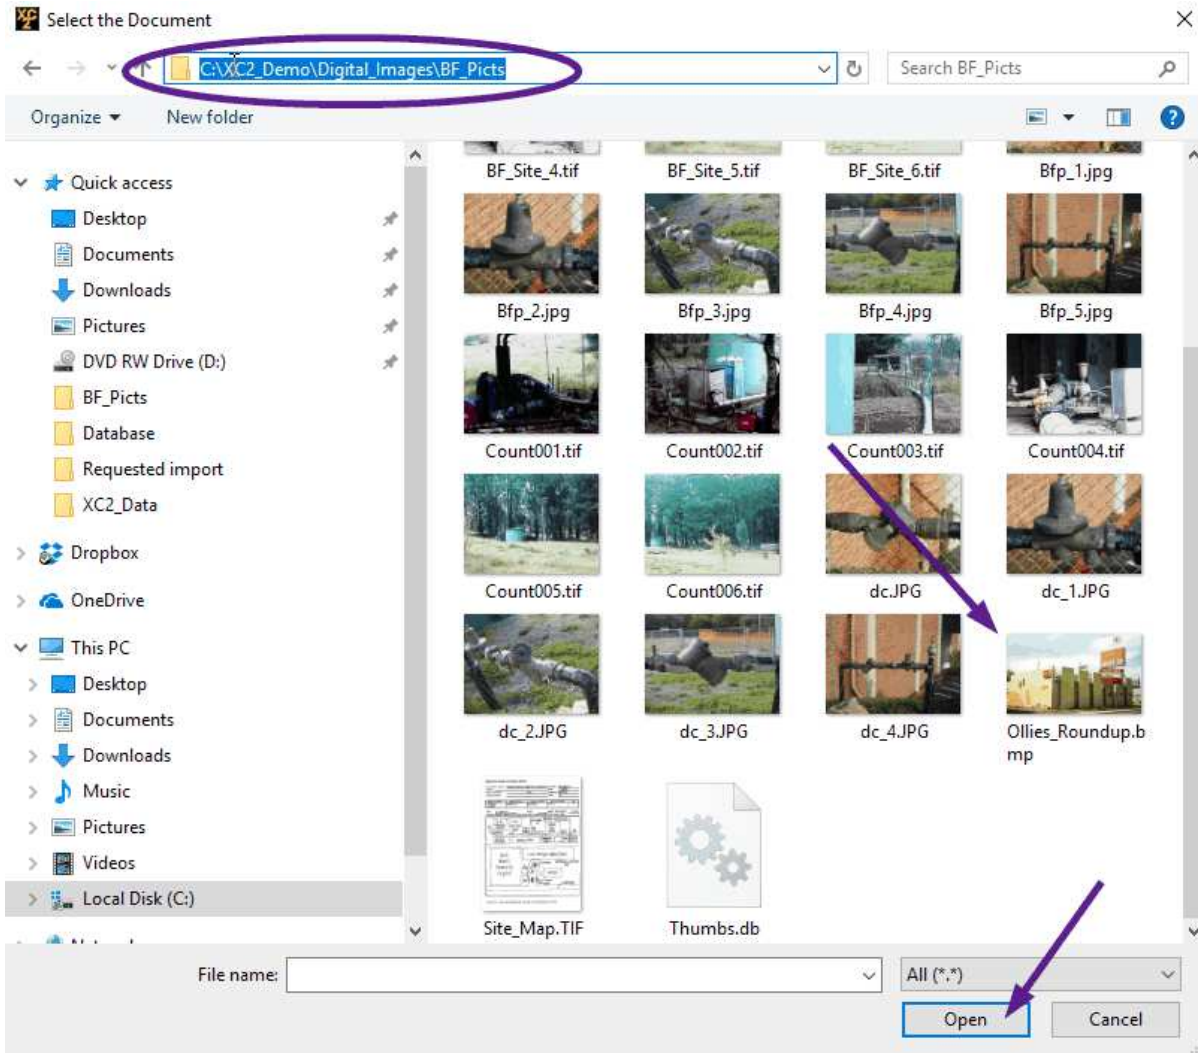 Select the Document
C:\XC2_Demo\Digital_Images\BF_Picts
Search BF_Picts
Organize
New folder
Quick access
Desktop
Documents
Downloads
Pictures
DVD RW Drive (D:)
BF_Picts
Database
Requested import
XC2_Data
Dropbox
OneDrive
This PC
Desktop
Documents
Downloads
Music
Pictures
Videos
Local Disk (C:)
BF_Site_4.tif
BF_Site_5.tif
BF_Site_6.tif
Bfp_1.jpg
Bfp_2.jpg
Bfp_3.jpg
Bfp_4.jpg
Bfp_5.jpg
Count001.tif
Count002.tif
Count003.tif
Count004.tif
Count005.tif
Count006.tif
dc.JPG
dc_1.JPG
dc_2.JPG
dc_3.JPG
dc_4.JPG
Ollies_Roundup.b
mp
Site_Map.TIF
Thumbs.db
File name:
All (*.*)
Open
Cancel